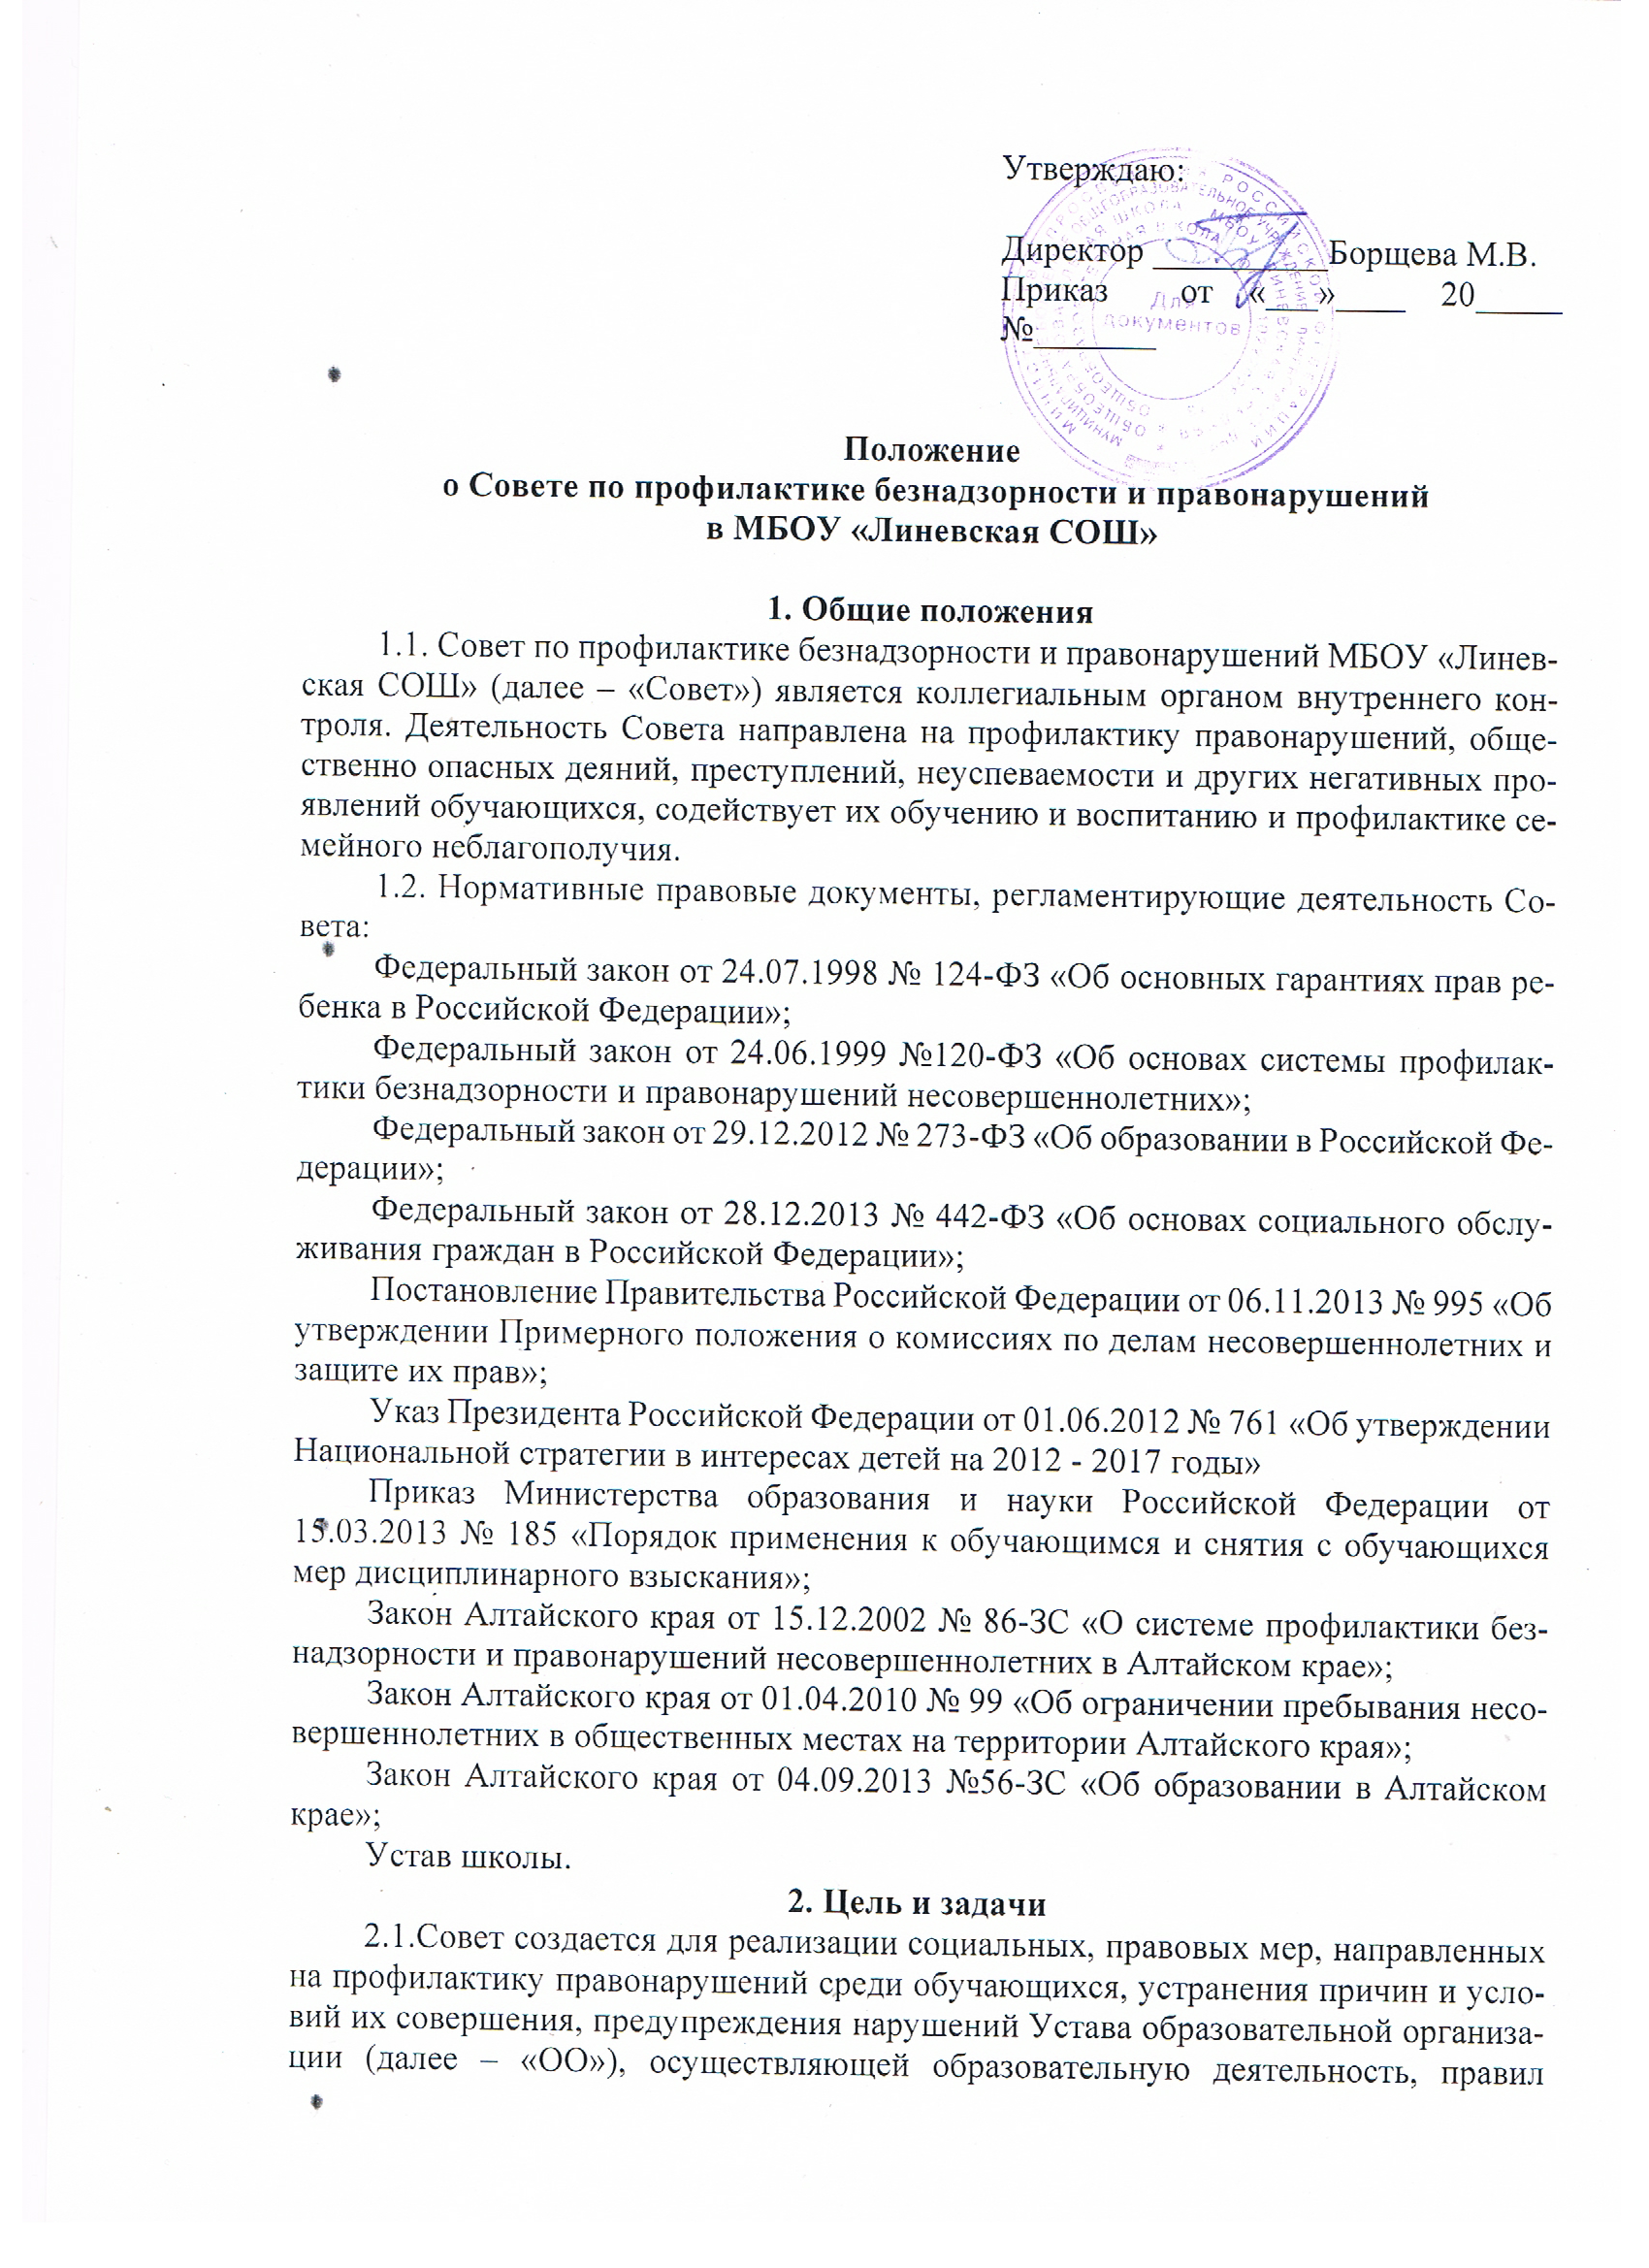 Утверждаю:
Директор __________Борщева М.В.
Приказ от «___»____ 20_____
№_______
Для
документов
Положение
о Совете по профилактике безнадзорности и правонарушений
в МБОУ «Линевская СОШ»
1. Общие положения
1.1. Совет по профилактике безнадзорности и правонарушений МБОУ «Линев-
ская СОШ» (далее – «Совет») является коллегиальным органом внутреннего кон-
троля. Деятельность Совета направлена на профилактику правонарушений, обще-
ственно опасных деяний, преступлений, неуспеваемости и других негативных про-
явлений обучающихся, содействует их обучению и воспитанию и профилактике се-
мейного неблагополучия.
1.2. Нормативные правовые документы, регламентирующие деятельность Со-
вета:
Федеральный закон от 24.07.1998 № 124-ФЗ «Об основных гарантиях прав ре-
бенка в Российской Федерации»;
Федеральный закон от 24.06.1999 №120-ФЗ «Об основах системы профилак-
тики безнадзорности и правонарушений несовершеннолетних»;
Федеральный закон от 29.12.2012 № 273-ФЗ «Об образовании в Российской Фе-
дерации»;
Федеральный закон от 28.12.2013 № 442-ФЗ «Об основах социального обслу-
живания граждан в Российской Федерации»;
Постановление Правительства Российской Федерации от 06.11.2013 № 995 «Об
утверждении Примерного положения о комиссиях по делам несовершеннолетних и
защите их прав»;
Указ Президента Российской Федерации от 01.06.2012 № 761 «Об утверждении
Национальной стратегии в интересах детей на 2012 - 2017 годы»
Приказ Министерства образования и науки Российской Федерации от
15.03.2013 № 185 «Порядок применения к обучающимся и снятия с обучающихся
мер дисциплинарного взыскания»;
Закон Алтайского края от 15.12.2002 № 86-ЗС «О системе профилактики без-
надзорности и правонарушений несовершеннолетних в Алтайском крае»;
Закон Алтайского края от 01.04.2010 № 99 «Об ограничении пребывания несо-
вершеннолетних в общественных местах на территории Алтайского края»;
Закон Алтайского края от 04.09.2013 №56-ЗС «Об образовании в Алтайском
крае»;
Устав школы.
2. Цель и задачи
2.1.Совет создается для реализации социальных, правовых мер, направленных
на профилактику правонарушений среди обучающихся, устранения причин и усло-
вий их совершения, предупреждения нарушений Устава образовательной организа-
ции (далее – «ОО»), осуществляющей образовательную деятельность, правил